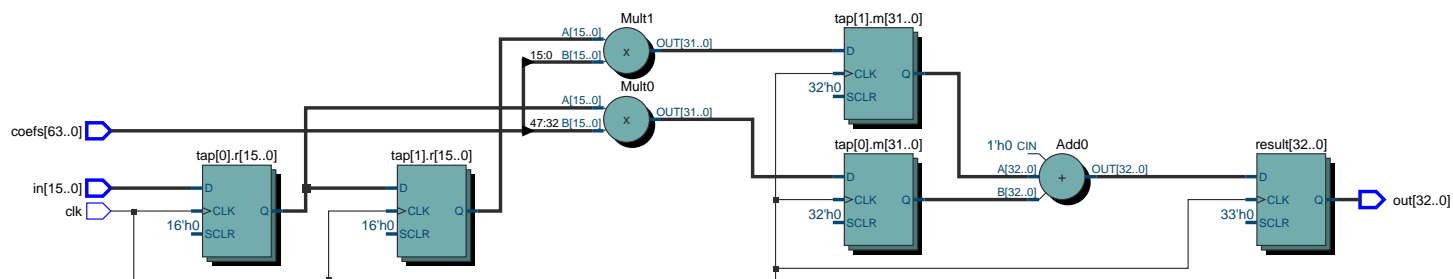 coefs[63..0]
in[15..0]
clk
tap[0].r[15..0]
D
CLK
Q
16'h0
SCLR
tap[1].r[15..0]
D
CLK
Q
16'h0
SCLR
Mult1
A[15..0]
15:0 B[15..0]
x
OUT[31..0]
Mult0
A[15..0]
47:32 B[15..0]
x
OUT[31..0]
tap[1].m[31..0]
D
CLK
Q
32'h0
SCLR
tap[0].m[31..0]
D
CLK
Q
32'h0
SCLR
Add0
1'h0 CIN
A[32..0]
B[32..0]
+
OUT[32..0]
result[32..0]
D
CLK
Q
33'h0
SCLR
out[32..0]